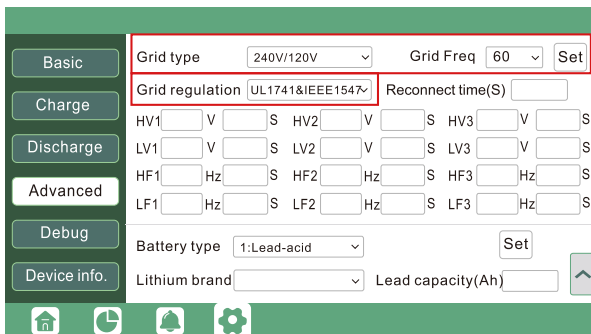 Basic
Charge
Discharge
Advanced
Debug
Device info.
Grid type 240V/120V Grid Freq 60 Set
Grid regulation UL1741&IEEE1547 Reconnect time(S)
HV1 V S HV2 V S HV3 V S
LV1 V S LV2 V S LV3 V S
HF1 Hz S HF2 Hz S HF3 Hz S
LF1 Hz S LF2 Hz S LF3 Hz S
Battery type 1:Lead-acid Set
Lithium brand Lead capacity(Ah)